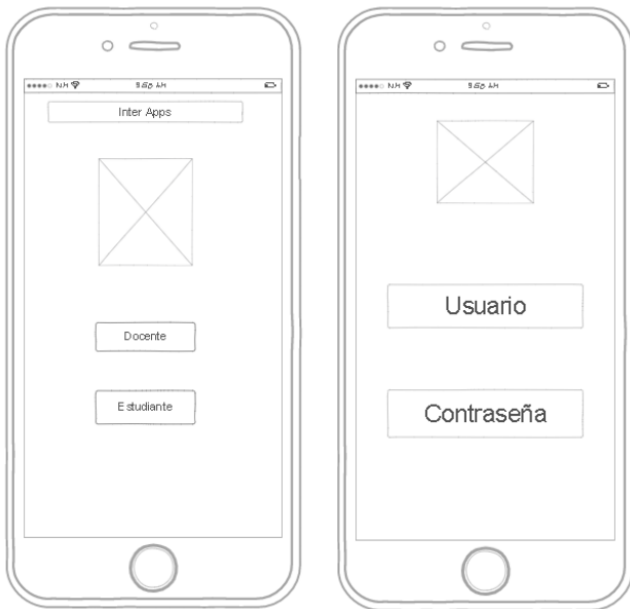 Inter Apps
Docente
Estudiante
Usuario
Contraseña